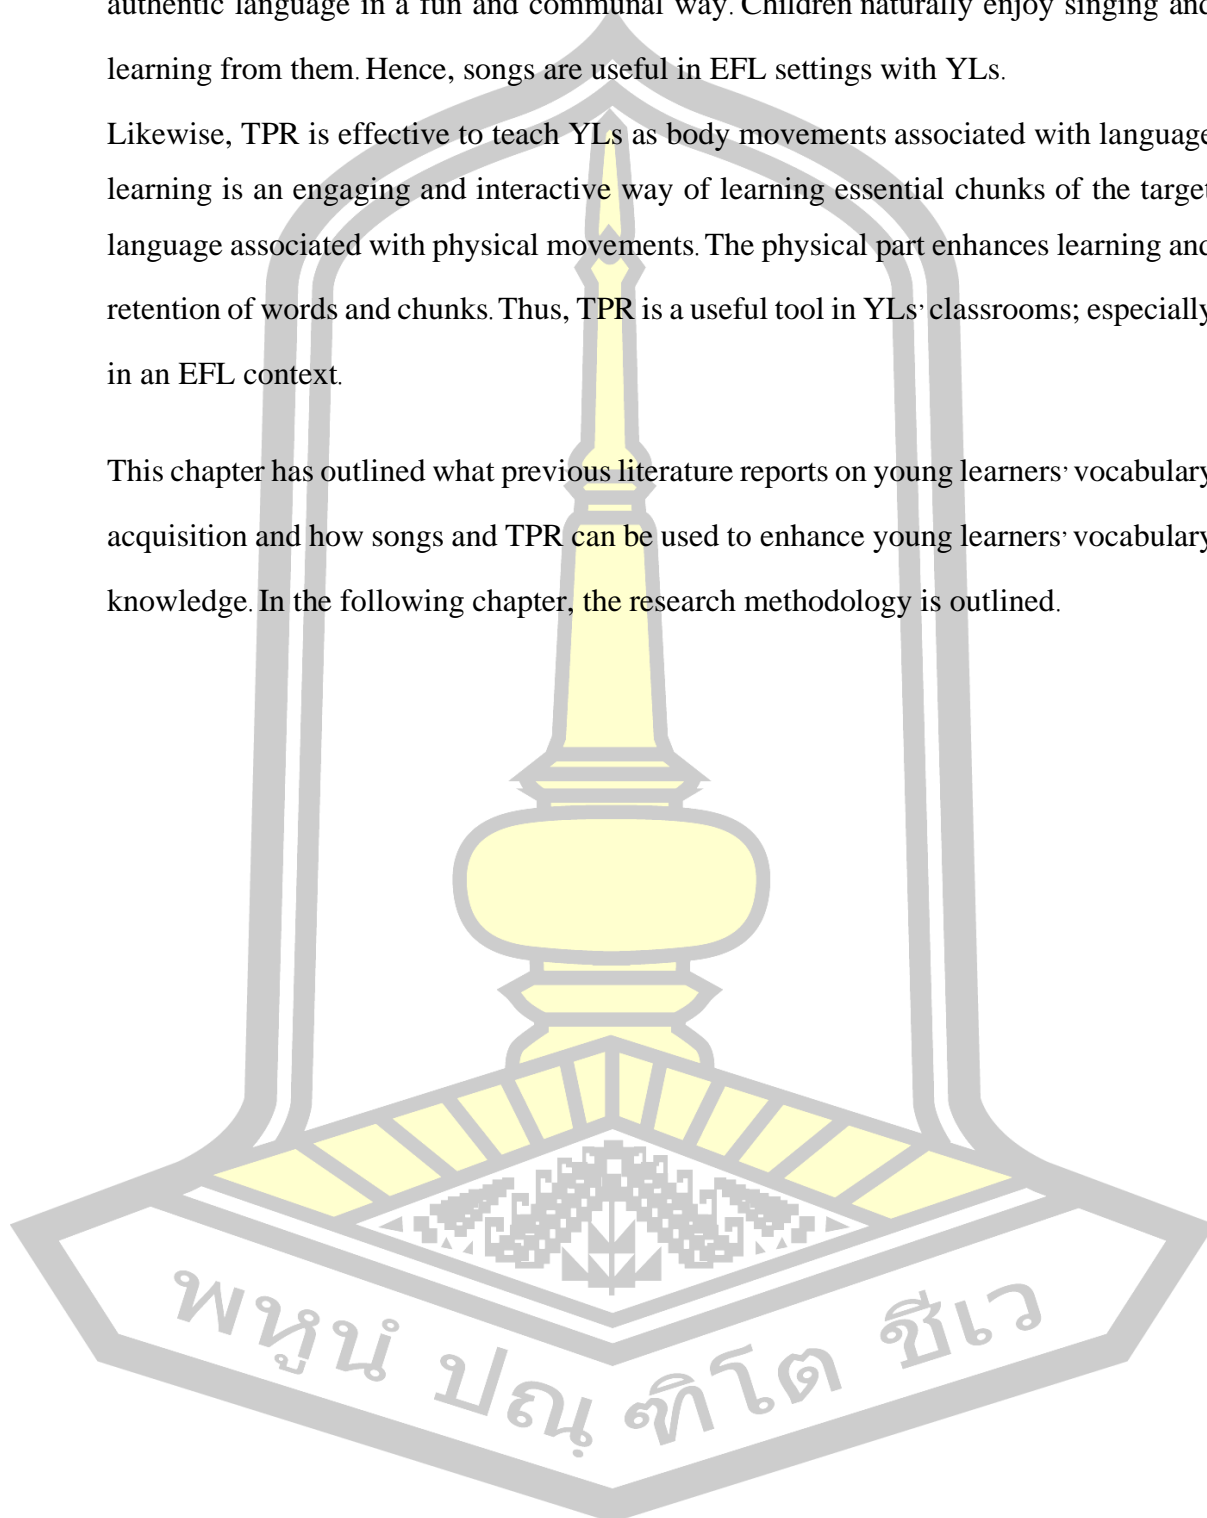 authentic language in a fun and communal way. Children naturally enjoy singing and
learning from them. Hence, songs are useful in EFL settings with YLs.
Likewise, TPR is effective to teach YLs as body movements associated with language
learning is an engaging and interactive way of learning essential chunks of the target
language associated with physical movements. The physical part enhances learning and
retention of words and chunks. Thus, TPR is a useful tool in YLs’ classrooms; especially
in an EFL context.
This chapter has outlined what previous literature reports on young learners’ vocabulary
acquisition and how songs and TPR can be used to enhance young learners’ vocabulary
knowledge. In the following chapter, the research methodology is outlined.
พหูนํ ปณฺ ฑิโต ชีเว